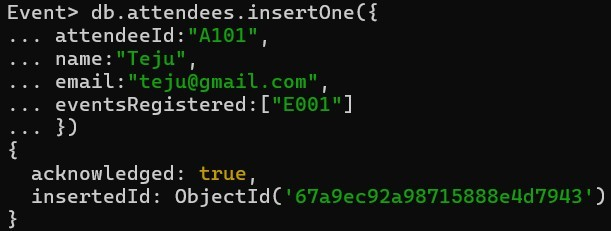 Event> db.attendees.insertOne({
... attendeeId:"A101",
... name:"Teju",
... email:"teju@gmail.com",
... eventsRegistered:["E001"]
... })
{
  acknowledged: true,
  insertedId: ObjectId('67a9ec92a98715888e4d7943')
}